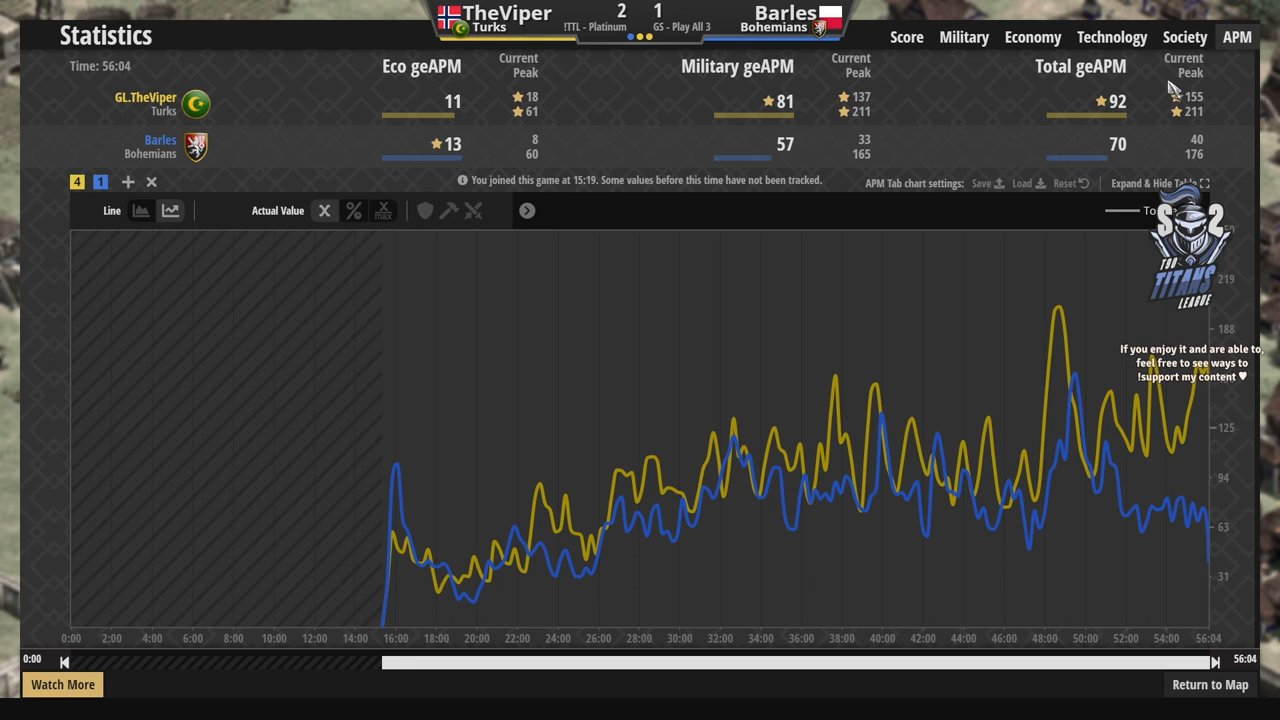 TheViper 2 1 Barles
Turks !TTL - Platinum GS - Play All 3 Bohemians
Statistics
Score Military Economy Technology Society APM
Time: 56:04
Eco geAPM Current Peak Military geAPM Current Peak Total geAPM Current Peak
GL.TheViper
Turks
11 18 81 137 92 155
61 211 211
Barles
Bohemians
13 8 57 33 70 40
60 165 176
4 1
You joined this game at 15:19. Some values before this time have not been tracked.
APM Tab chart settings: Save Load Reset Expand & Hide
Line Actual Value X % X max
S 2
T90
TITANS
LEAGUE
219
188
If you enjoy it and are able to,
feel free to see ways to
!support my content ♥
125
94
63
31
0:00 2:00 4:00 6:00 8:00 10:00 12:00 14:00 16:00 18:00 20:00 22:00 24:00 26:00 28:00 30:00 32:00 34:00 36:00 38:00 40:00 42:00 44:00 46:00 48:00 50:00 52:00 54:00 56:04
0:00 56:04
Watch More Return to Map